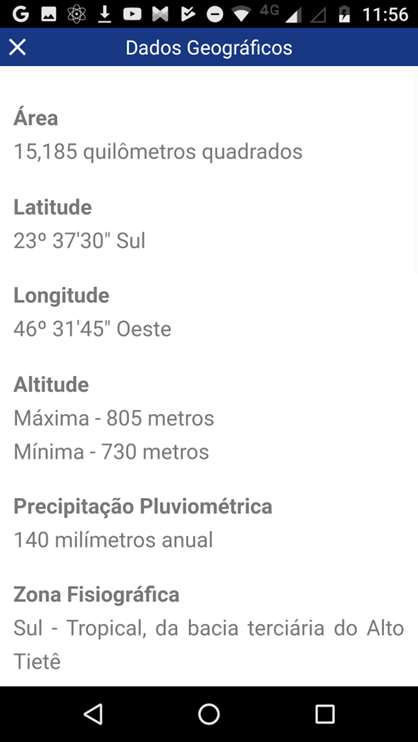 4G 11:56
Dados Geográficos
Área
15,185 quilômetros quadrados
Latitude
23º 37'30" Sul
Longitude
46º 31'45" Oeste
Altitude
Máxima - 805 metros
Mínima - 730 metros
Precipitação Pluviométrica
140 milímetros anual
Zona Fisiográfica
Sul - Tropical, da bacia terciária do Alto
Tietê